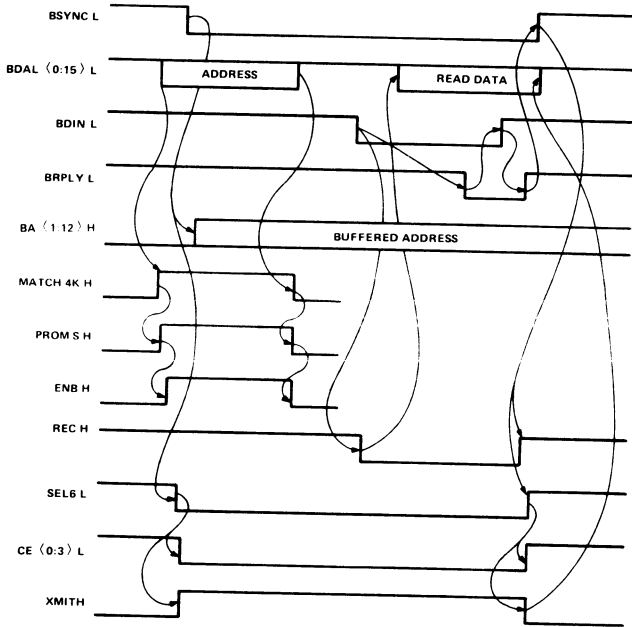 BSYNC L
BDAL ⟨0:15⟩ L
ADDRESS
READ DATA
BDIN L
BRPLY L
BA ⟨1:12⟩ H
BUFFERED ADDRESS
MATCH 4K H
PROM S H
ENB H
REC H
SEL6 L
CE ⟨0:3⟩ L
XMITH